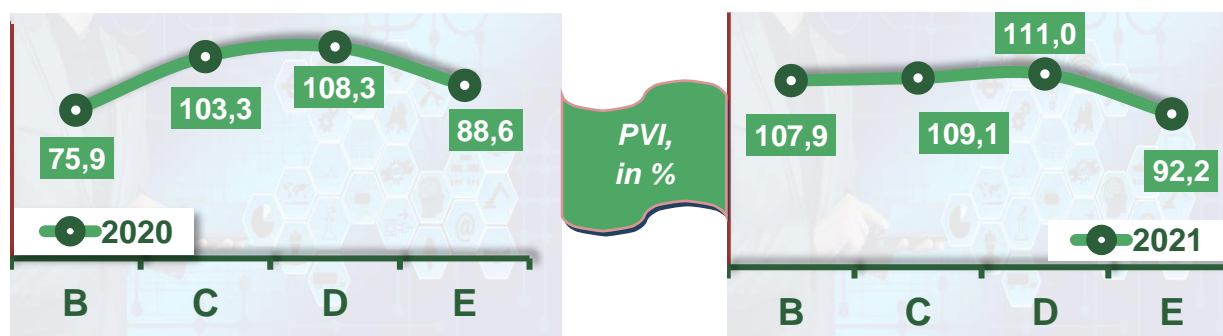 75,9
103,3
108,3
88,6
2020
B C D E
PVI,
in %
107,9
109,1
111,0
92,2
2021
B C D E